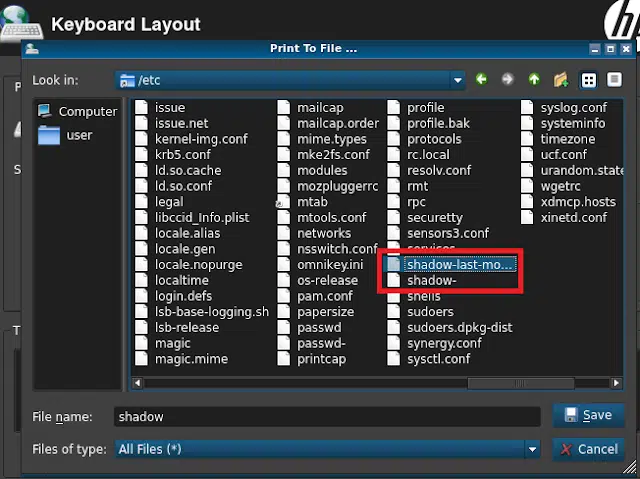 Keyboard Layout
Print To File ...
Look in:
/etc
Computer
user
issue
issue.net
kernel-img.conf
krb5.conf
ld.so.cache
ld.so.conf
legal
libccid_Info.plist
locale.alias
locale.gen
locale.nopurge
localtime
login.defs
lsb-base-logging.sh
lsb-release
magic
magic.mime
mailcap
mailcap.order
mime.types
mke2fs.conf
modules
mozpluggerrc
mtab
mtools.conf
networks
nsswitch.conf
omnikey.ini
os-release
pam.conf
papersize
passwd
passwd-
printcap
profile
profile.bak
protocols
rc.local
resolv.conf
rmt
rpc
securetty
sensors3.conf
services
shadow-last-mo...
shadow-
shells
sudoers
sudoers.dpkg-dist
synergy.conf
sysctl.conf
syslog.conf
systeminfo
timezone
ucf.conf
urandom.state
wgetrc
xdmcp.hosts
xinetd.conf
File name:
shadow
Save
Files of type:
All Files (*)
Cancel